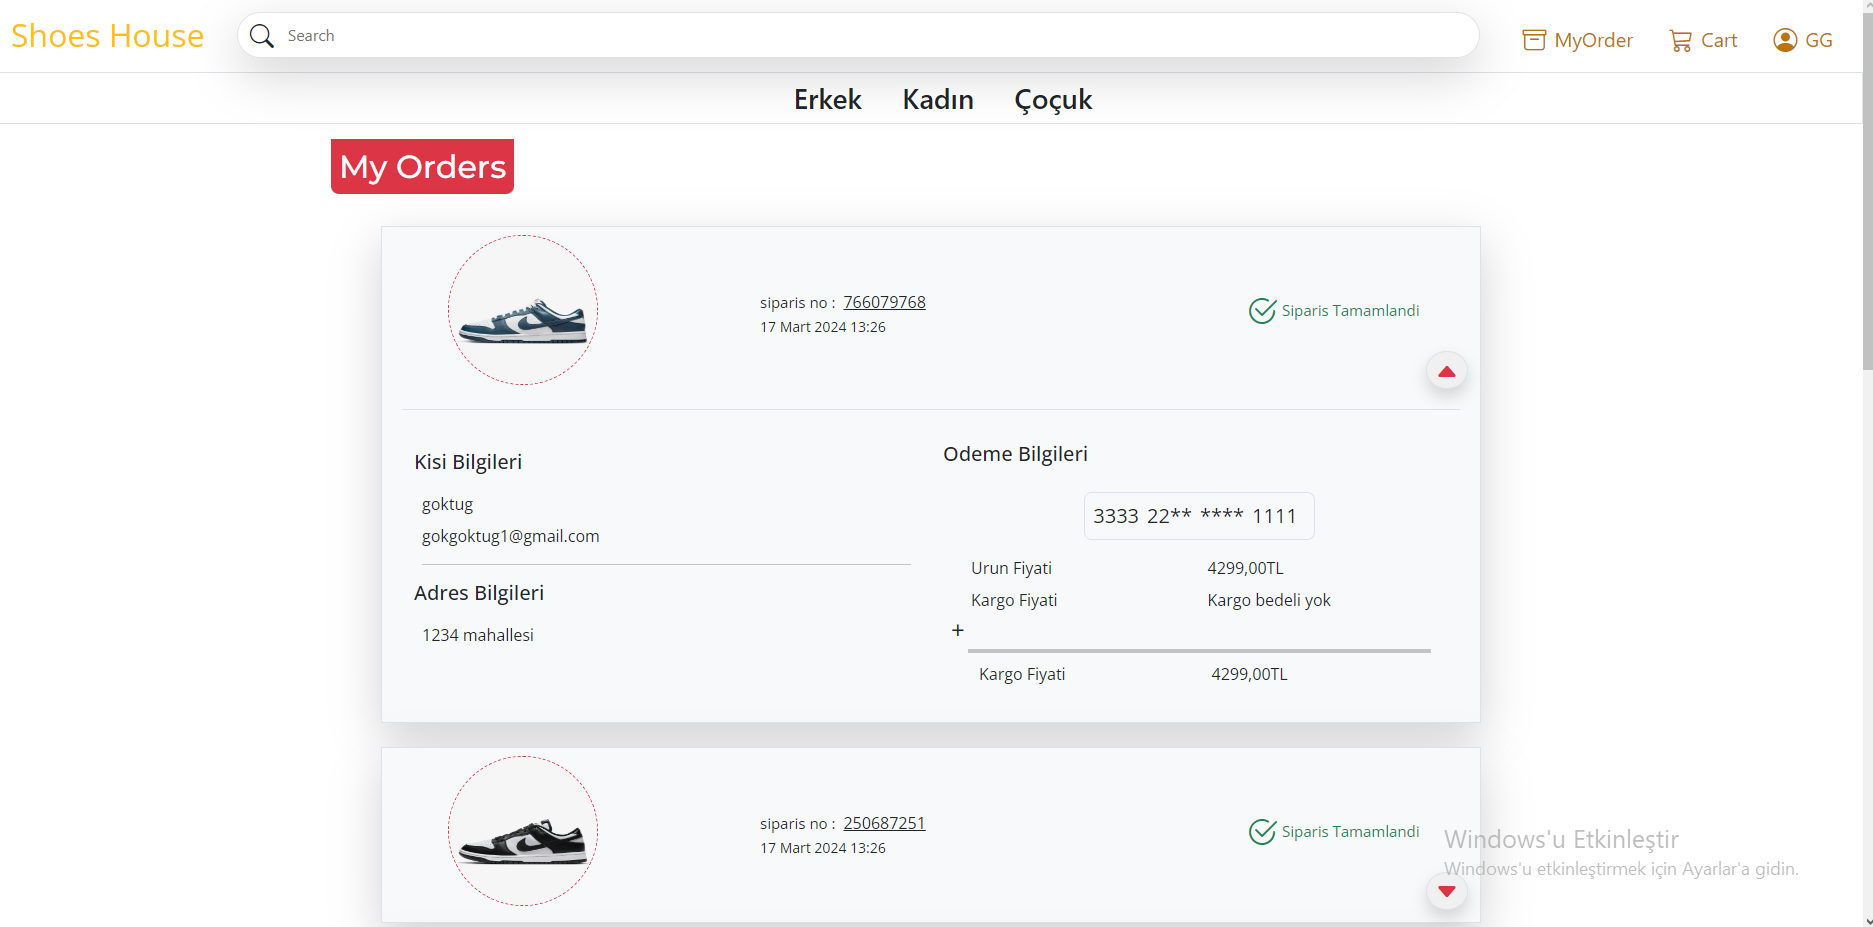 Shoes House
Search
MyOrder
Cart
GG
Erkek
Kadın
Çoçuk
My Orders
siparis no : 766079768
17 Mart 2024 13:26
Siparis Tamamlandi
Kisi Bilgileri
goktug
gokgoktug1@gmail.com
Adres Bilgileri
1234 mahallesi
Odeme Bilgileri
3333 22** **** 1111
Urun Fiyati 4299,00TL
Kargo Fiyati Kargo bedeli yok
+
Kargo Fiyati 4299,00TL
siparis no : 250687251
17 Mart 2024 13:26
Siparis Tamamlandi
Windows'u Etkinleştir
Windows'u etkinleştirmek için Ayarlar'a gidin.